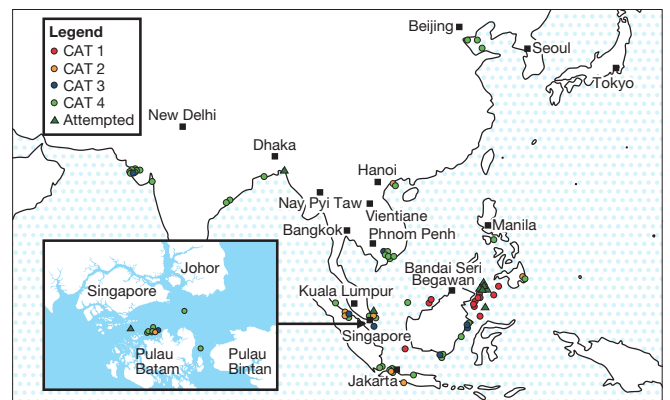 Legend
CAT 1
CAT 2
CAT 3
CAT 4
Attempted
Beijing
Seoul
Tokyo
New Delhi
Dhaka
Hanoi
Nay Pyi Taw
Vientiane
Bangkok
Phnom Penh
Manila
Bandai Seri
Begawan
Kuala Lumpur
Singapore
Jakarta
Johor
Singapore
Pulau
Batam
Pulau
Bintan